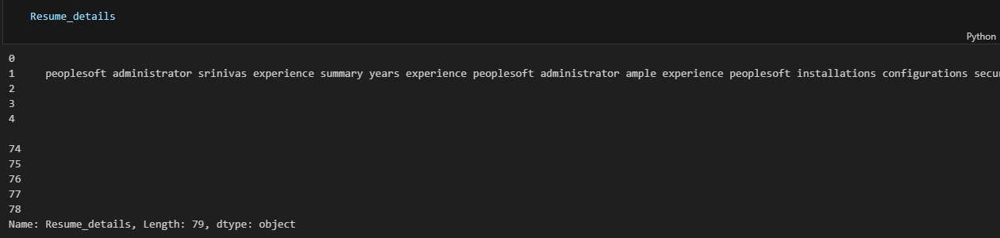 Resume_details
Python
0
1 peoplesoft administrator srinivas experience summary years experience peoplesoft administrator ample experience peoplesoft installations configurations
2
3
4
74
75
76
77
78
Name: Resume_details, Length: 79, dtype: object